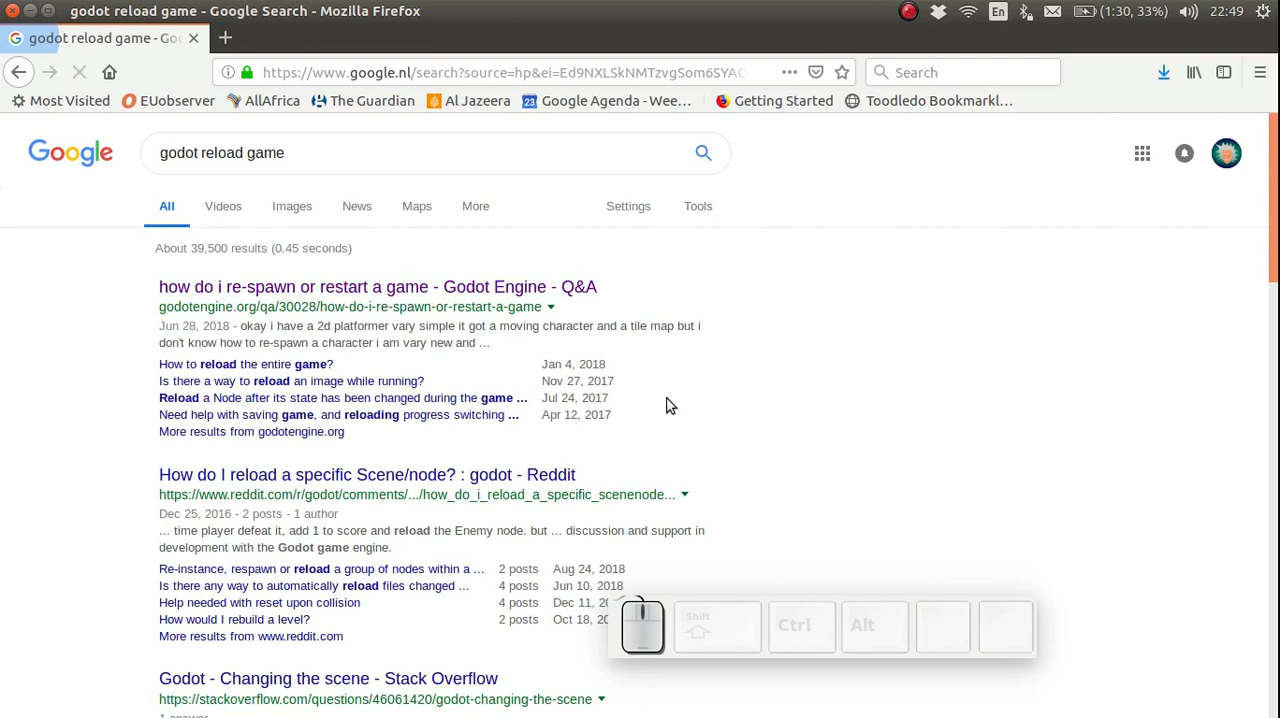 godot reload game - Google Search - Mozilla Firefox
En
(1:30, 33%)
22:49
godot reload game - Goo
https://www.google.nl/search?source=hp&ei=Ed9NXLSkNMTzvgSom6SYAQ
Search
Most Visited
EUobserver
AllAfrica
The Guardian
Al Jazeera
23
Google Agenda - Wee...
Getting Started
Toodledo Bookmarkl...
Google
godot reload game
All
Videos
Images
News
Maps
More
Settings
Tools
About 39,500 results (0.45 seconds)
how do i re-spawn or restart a game - Godot Engine - Q&A
godotengine.org/qa/30028/how-do-i-re-spawn-or-restart-a-game
Jun 28, 2018 - okay i have a 2d platformer vary simple it got a moving character and a tile map but i
don't know how to re-spawn a character i am vary new and ...
How to reload the entire game? Jan 4, 2018
Is there a way to reload an image while running? Nov 27, 2017
Reload a Node after its state has been changed during the game ... Jul 24, 2017
Need help with saving game, and reloading progress switching ... Apr 12, 2017
More results from godotengine.org
How do I reload a specific Scene/node? : godot - Reddit
https://www.reddit.com/r/godot/comments/.../how_do_i_reload_a_specific_scenenode...
Dec 25, 2016 - 2 posts - 1 author
... time player defeat it, add 1 to score and reload the Enemy node. but ... discussion and support in
development with the Godot game engine.
Re-instance, respawn or reload a group of nodes within a ... 2 posts Aug 24, 2018
Is there any way to automatically reload files changed ... 4 posts Jun 10, 2018
Help needed with reset upon collision 4 posts Dec 11,
How would I rebuild a level? 2 posts Oct 18,
More results from www.reddit.com
Shift
Ctrl
Alt
Godot - Changing the scene - Stack Overflow
https://stackoverflow.com/questions/46061420/godot-changing-the-scene
1 answer